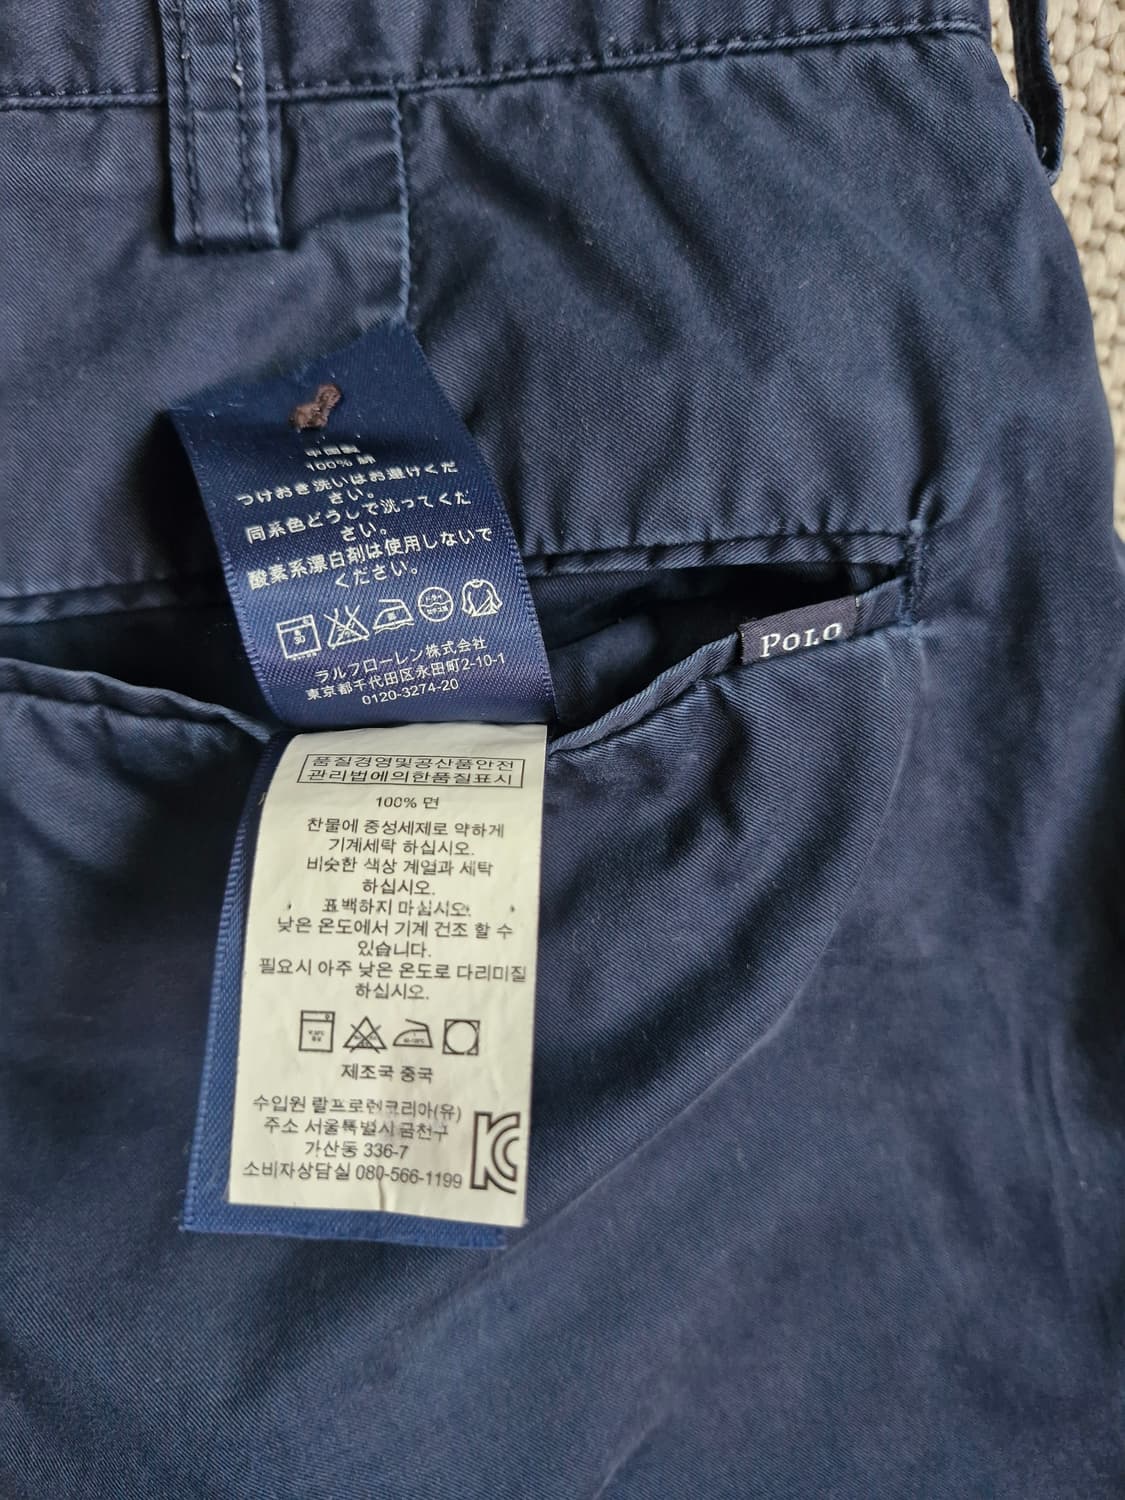 中国製
100% 綿
つけおき洗いはお避けくだ
さい。
同系色どうしで洗ってくだ
さい。
酸素系漂白剤は使用しないで
ください。
ラルフローレン株式会社
東京都千代田区永田町2-10-1
0120-3274-20
POLO
품질경영및공산품안전
관리법에의한품질표시
100% 면
찬물에 중성세제로 약하게
기계세탁 하십시오.
비슷한 색상 계열과 세탁
하십시오.
표백하지 마십시오.
낮은 온도에서 기계 건조 할 수
있습니다.
필요시 아주 낮은 온도로 다리미질
하십시오.
제조국 중국
수입원 랄프로렌코리아(유)
주소 서울특별시 금천구
가산동 336-7
소비자상담실 080-566-1199